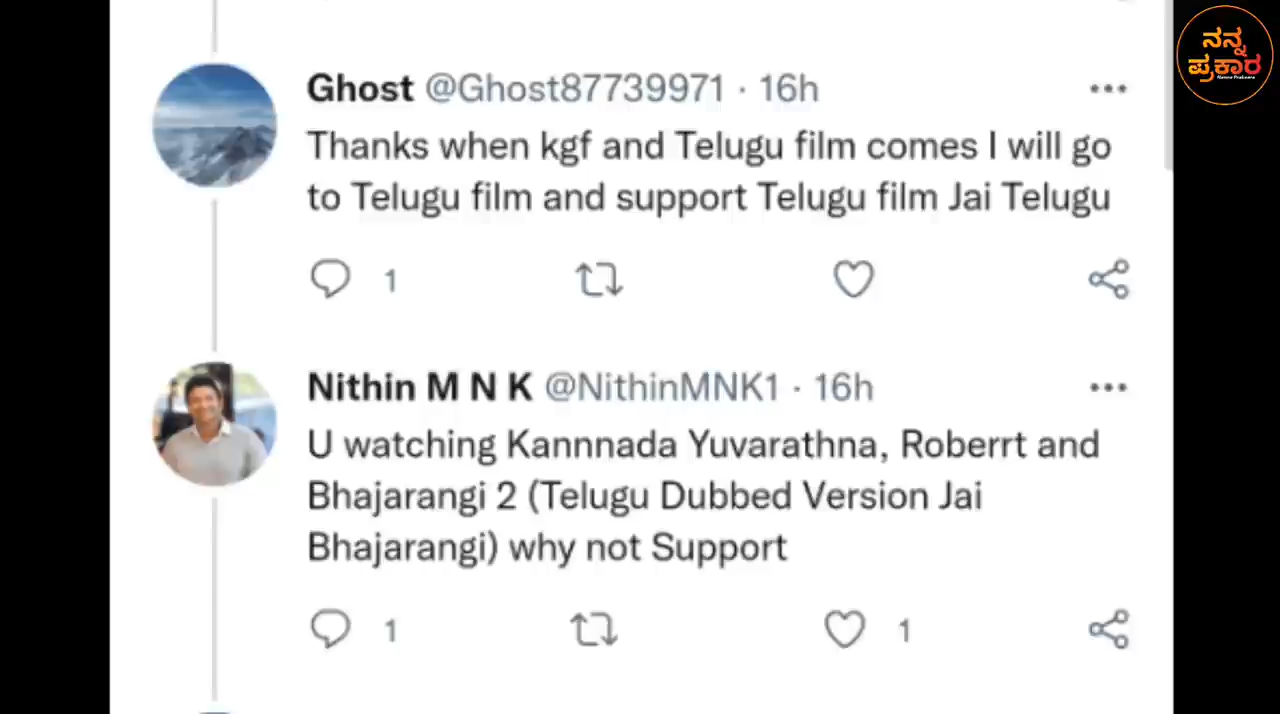 ನನ್ನ
ಪ್ರಕಾರ
Ghost @Ghost87739971 · 16h
Thanks when kgf and Telugu film comes I will go
to Telugu film and support Telugu film Jai Telugu
1
Nithin M N K @NithinMNK1 · 16h
U watching Kannnada Yuvarathna, Roberrt and
Bhajarangi 2 (Telugu Dubbed Version Jai
Bhajarangi) why not Support
1 1